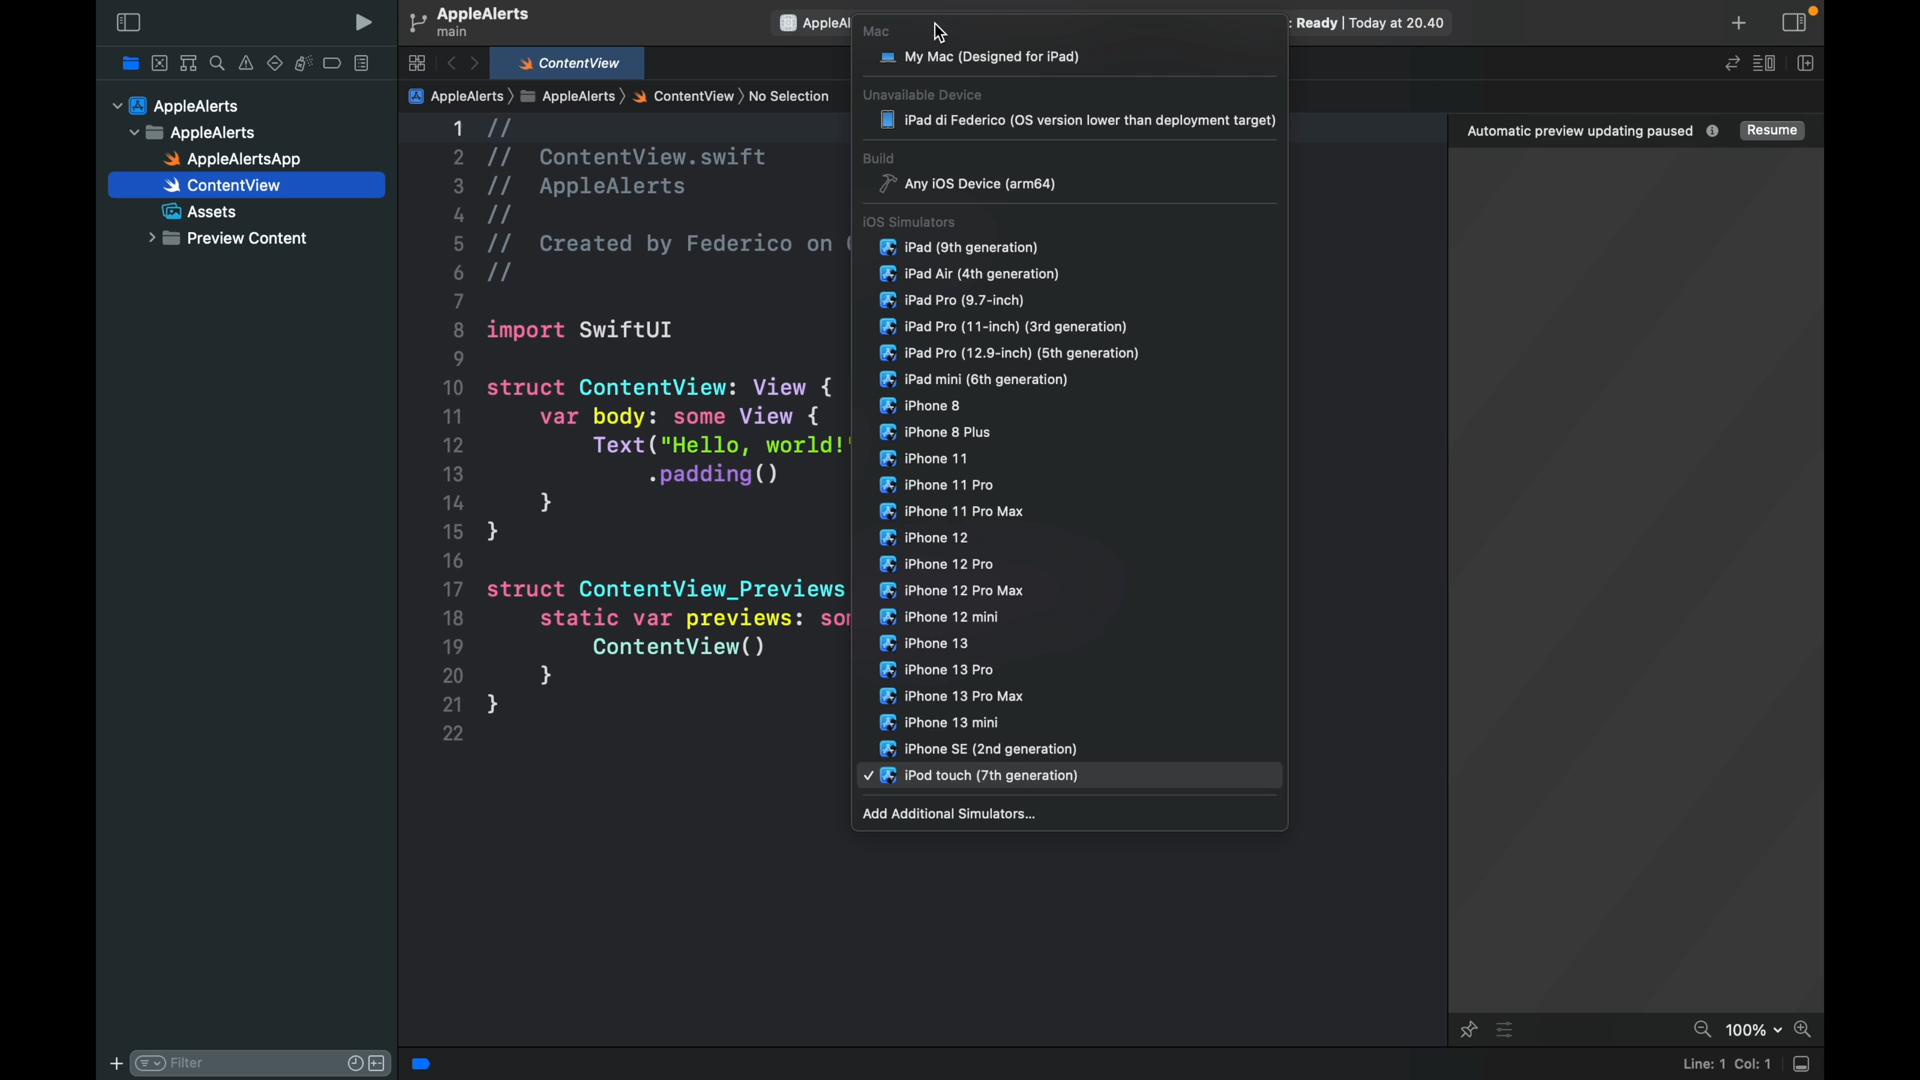 AppleAlerts
main
AppleAl
: Ready | Today at 20.40
ContentView
AppleAlerts
AppleAlerts
ContentView
No Selection
AppleAlerts
AppleAlerts
AppleAlertsApp
ContentView
Assets
Preview Content
1 //
2 // ContentView.swift
3 // AppleAlerts
4 //
5 // Created by Federico on
6 //
7
8 import SwiftUI
9
10 struct ContentView: View {
11 var body: some View {
12 Text("Hello, world!"
13 .padding()
14 }
15 }
16
17 struct ContentView_Previews
18 static var previews: som
19 ContentView()
20 }
21 }
22
Mac
My Mac (Designed for iPad)
Unavailable Device
iPad di Federico (OS version lower than deployment target)
Build
Any iOS Device (arm64)
iOS Simulators
iPad (9th generation)
iPad Air (4th generation)
iPad Pro (9.7-inch)
iPad Pro (11-inch) (3rd generation)
iPad Pro (12.9-inch) (5th generation)
iPad mini (6th generation)
iPhone 8
iPhone 8 Plus
iPhone 11
iPhone 11 Pro
iPhone 11 Pro Max
iPhone 12
iPhone 12 Pro
iPhone 12 Pro Max
iPhone 12 mini
iPhone 13
iPhone 13 Pro
iPhone 13 Pro Max
iPhone 13 mini
iPhone SE (2nd generation)
✓ iPod touch (7th generation)
Add Additional Simulators...
Automatic preview updating paused
Resume
100%
Filter
Line: 1 Col: 1